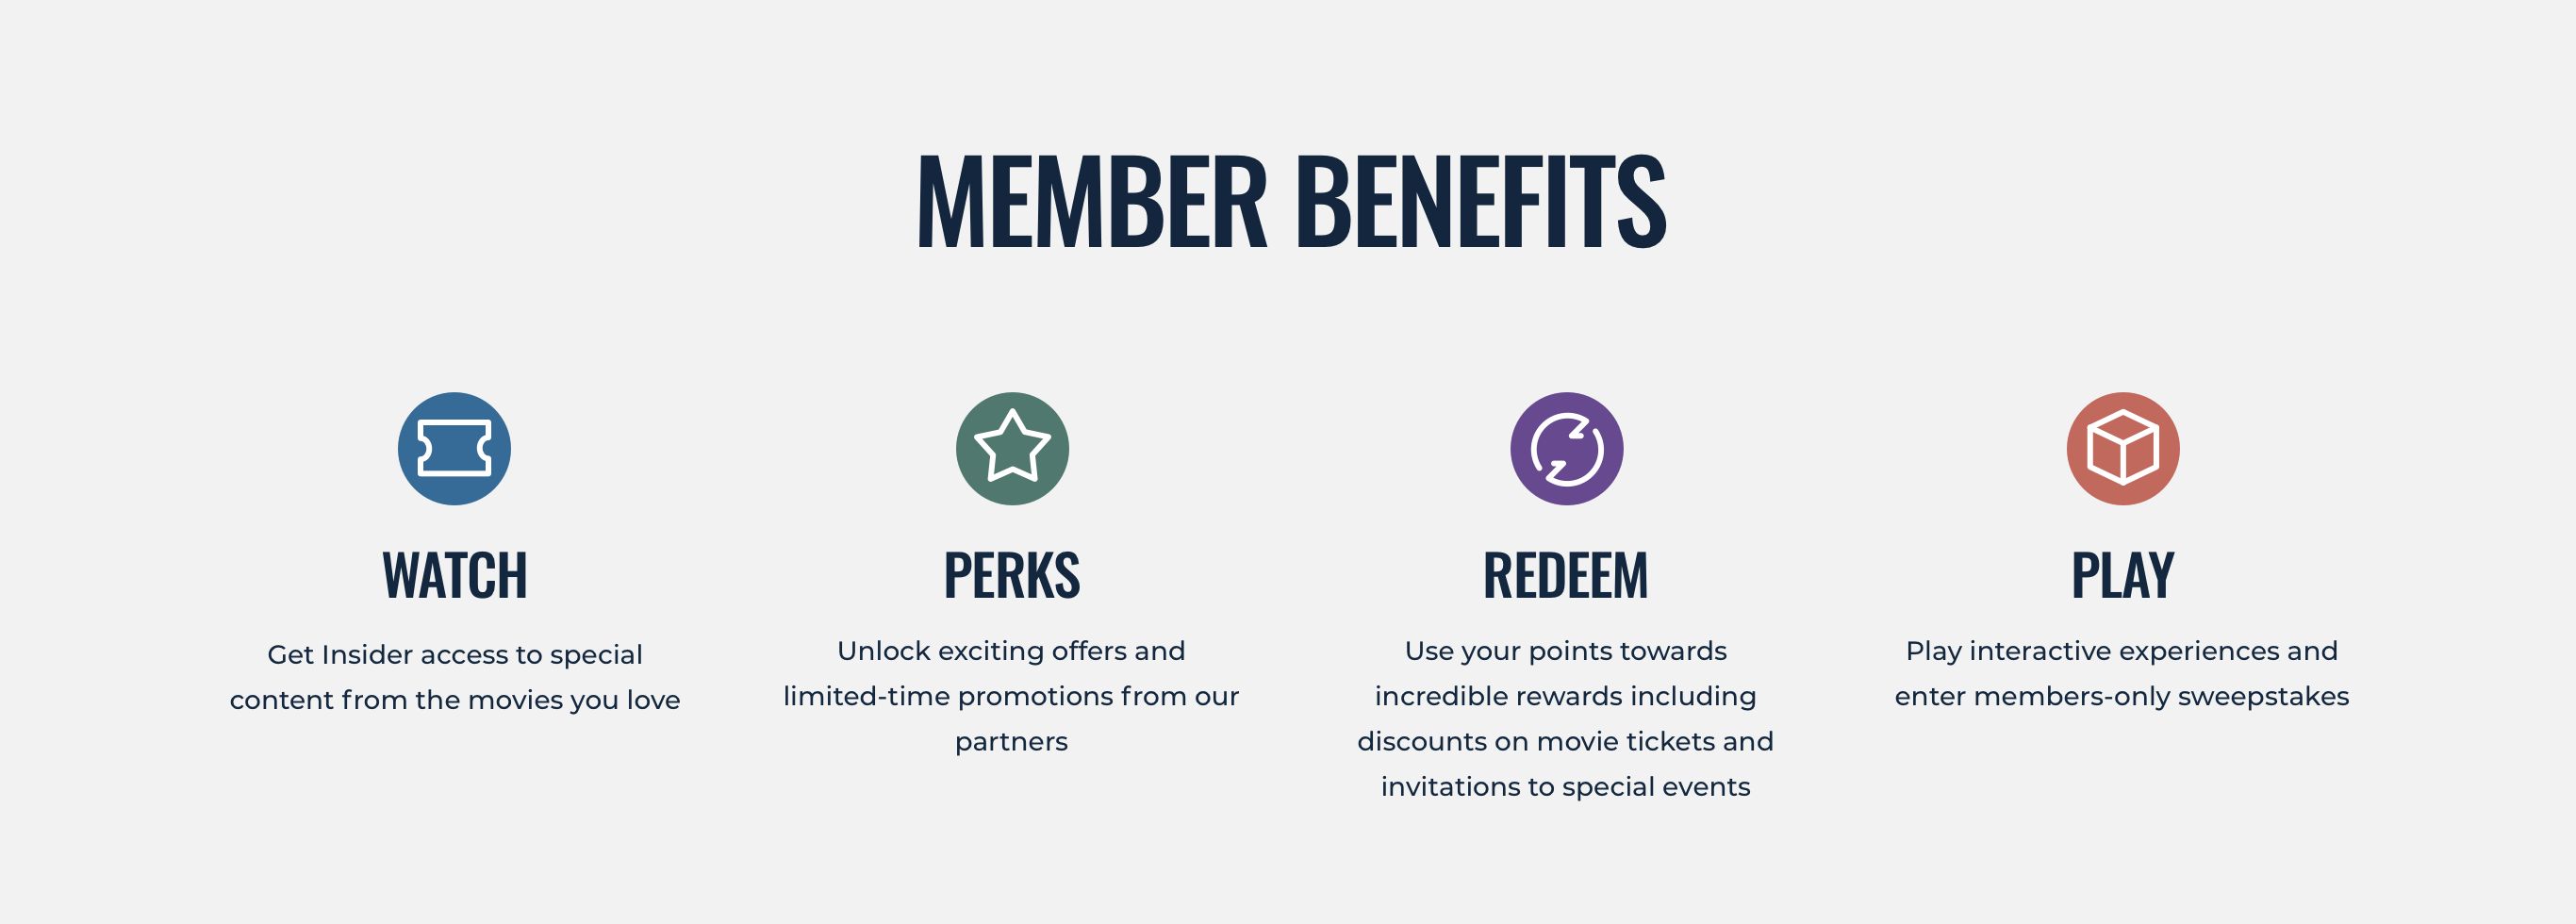 MEMBER BENEFITS
WATCH
Get Insider access to special
content from the movies you love
PERKS
Unlock exciting offers and
limited-time promotions from our
partners
REDEEM
Use your points towards
incredible rewards including
discounts on movie tickets and
invitations to special events
PLAY
Play interactive experiences and
enter members-only sweepstakes